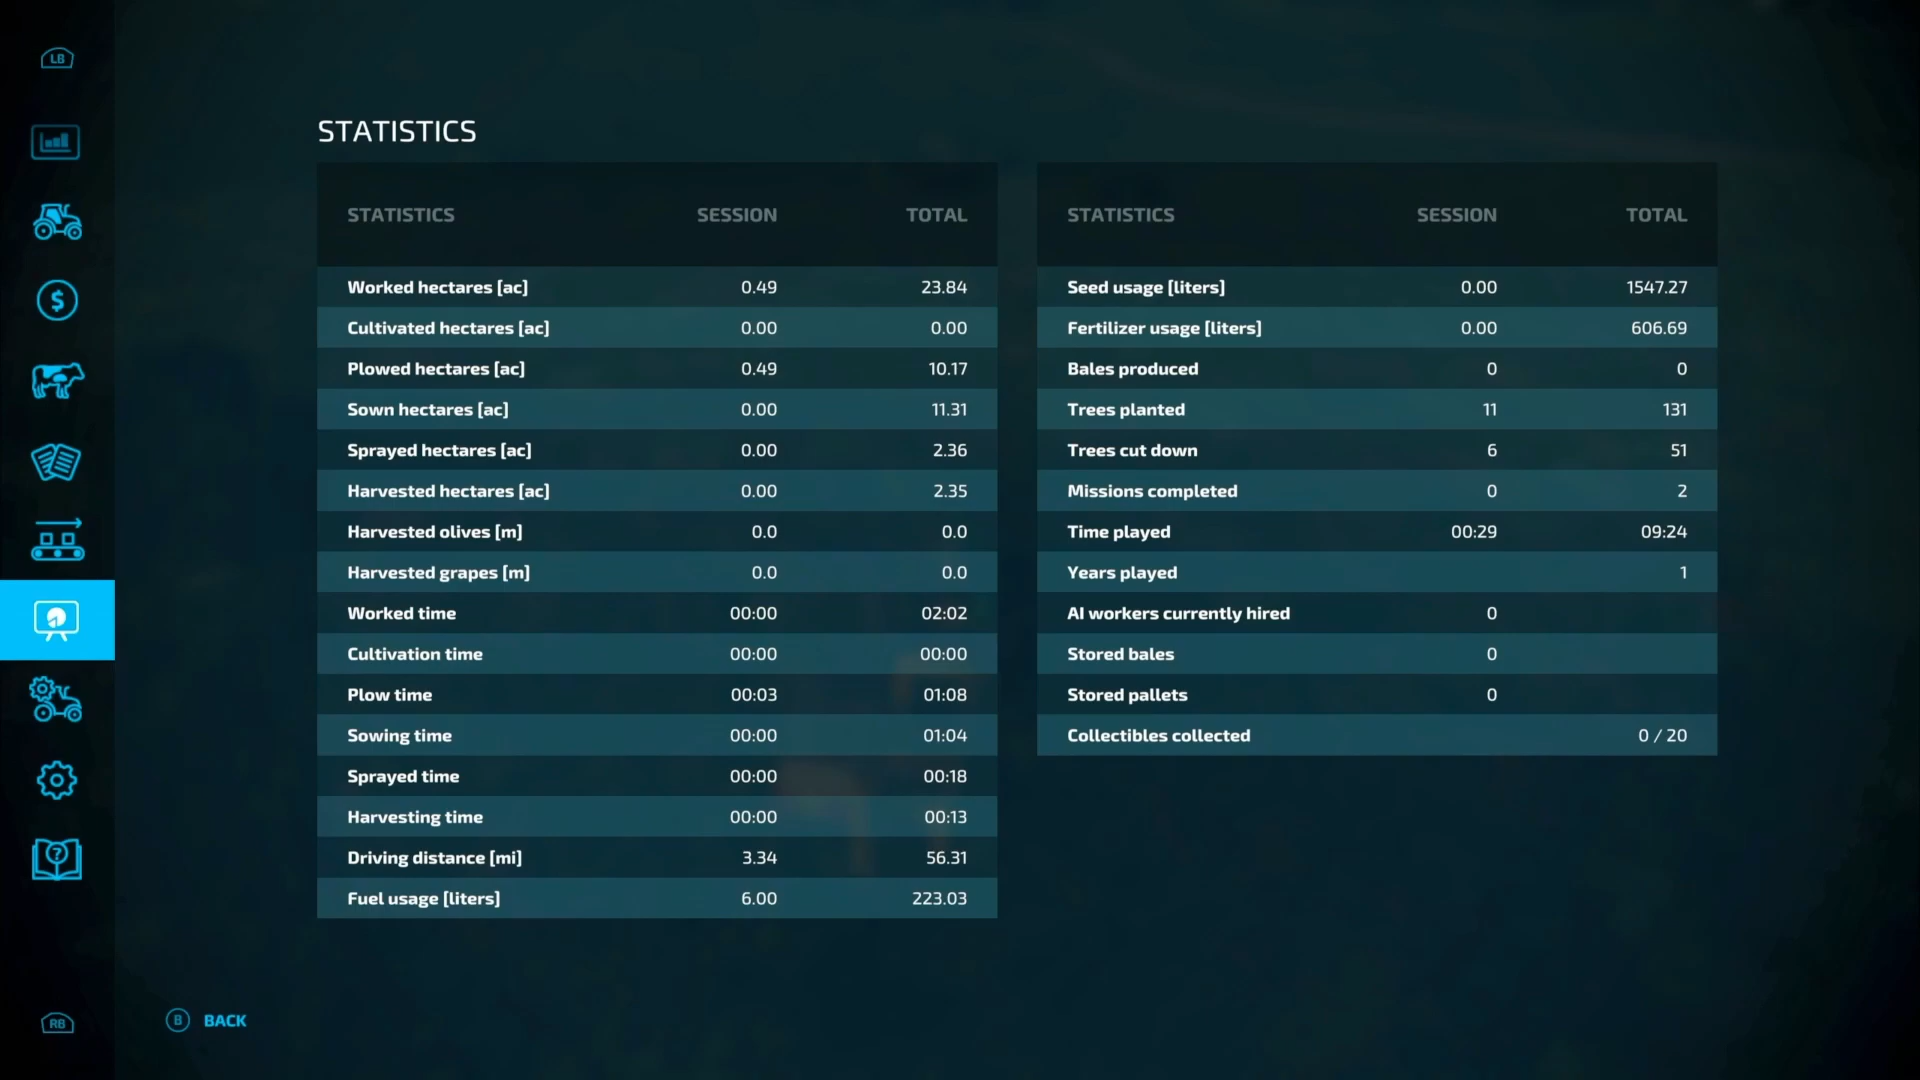 LB
STATISTICS
STATISTICS SESSION TOTAL
Worked hectares [ac] 0.49 23.84
Cultivated hectares [ac] 0.00 0.00
Plowed hectares [ac] 0.49 10.17
Sown hectares [ac] 0.00 11.31
Sprayed hectares [ac] 0.00 2.36
Harvested hectares [ac] 0.00 2.35
Harvested olives [m] 0.0 0.0
Harvested grapes [m] 0.0 0.0
Worked time 00:00 02:02
Cultivation time 00:00 00:00
Plow time 00:03 01:08
Sowing time 00:00 01:04
Sprayed time 00:00 00:18
Harvesting time 00:00 00:13
Driving distance [mi] 3.34 56.31
Fuel usage [liters] 6.00 223.03
STATISTICS SESSION TOTAL
Seed usage [liters] 0.00 1547.27
Fertilizer usage [liters] 0.00 606.69
Bales produced 0 0
Trees planted 11 131
Trees cut down 6 51
Missions completed 0 2
Time played 00:29 09:24
Years played 1
AI workers currently hired 0
Stored bales 0
Stored pallets 0
Collectibles collected 0 / 20
RB
B BACK